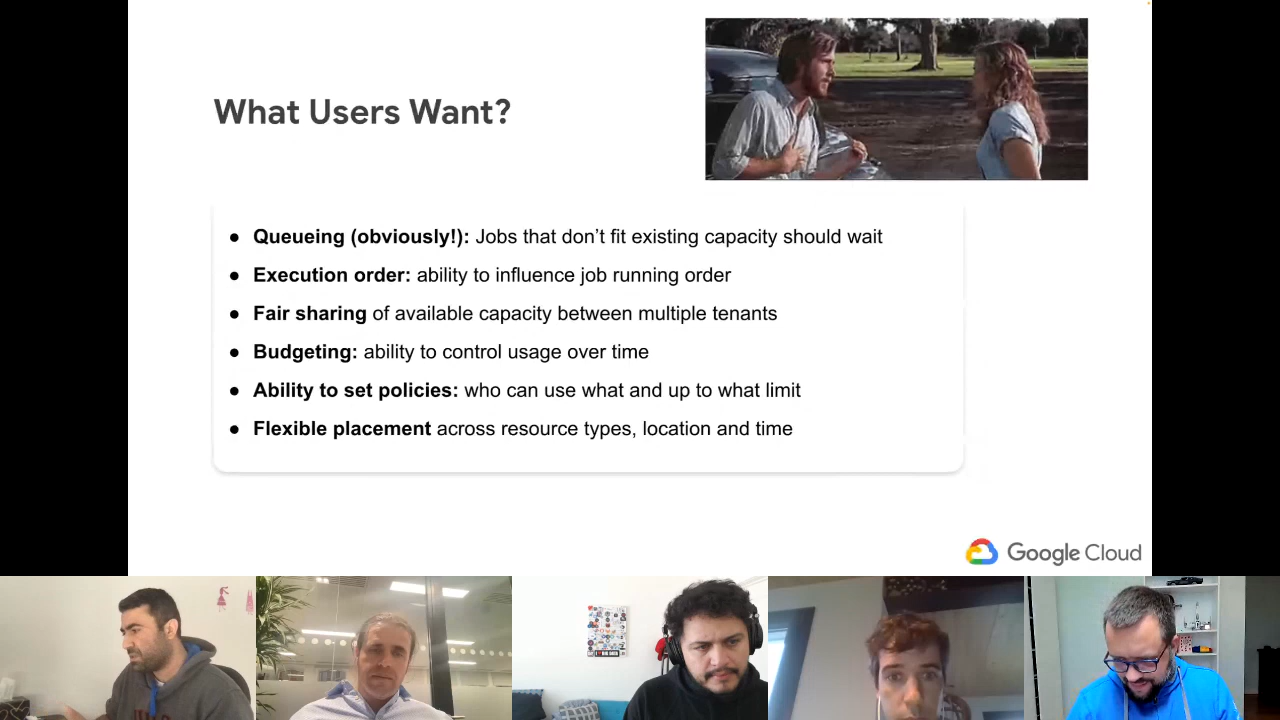 What Users Want?
● Queueing (obviously!): Jobs that don’t fit existing capacity should wait
● Execution order: ability to influence job running order
● Fair sharing of available capacity between multiple tenants
● Budgeting: ability to control usage over time
● Ability to set policies: who can use what and up to what limit
● Flexible placement across resource types, location and time
Google Cloud